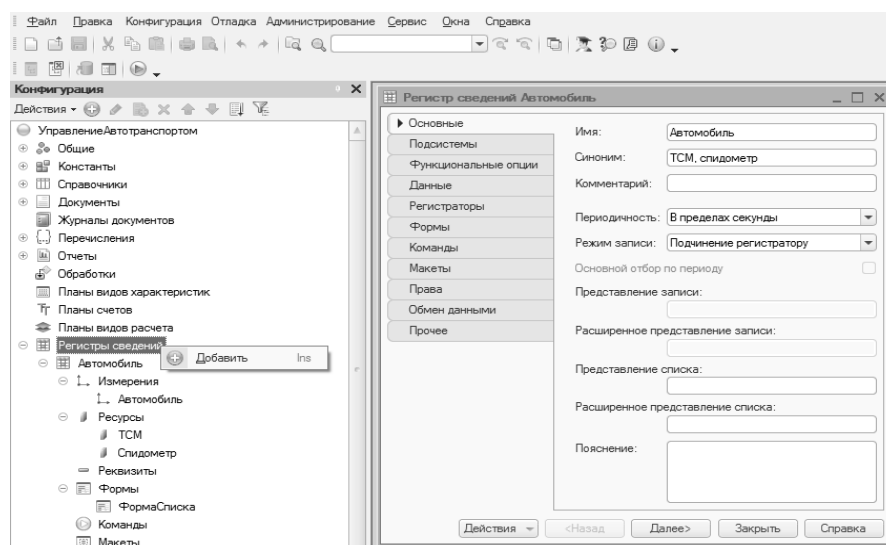 Файл Правка Конфигурация Отладка Администрирование Сервис Окна Справка
Конфигурация
Действия
УправлениеАвтотранспортом
Общие
Константы
Справочники
Документы
Журналы документов
Перечисления
Отчеты
Обработки
Планы видов характеристик
Планы счетов
Планы видов расчета
Регистры сведений
Добавить Ins
Автомобиль
Измерения
Автомобиль
Ресурсы
ТСМ
Спидометр
Реквизиты
Формы
ФормаСписка
Команды
Макеты
Регистр сведений Автомобиль
Основные
Подсистемы
Функциональные опции
Данные
Регистраторы
Формы
Команды
Макеты
Права
Обмен данными
Прочее
Имя: Автомобиль
Синоним: ТСМ, спидометр
Комментарий:
Периодичность: В пределах секунды
Режим записи: Подчинение регистратору
Основной отбор по периоду
Представление записи:
Расширенное представление записи:
Представление списка:
Расширенное представление списка:
Пояснение:
Действия <Назад Далее> Закрыть Справка